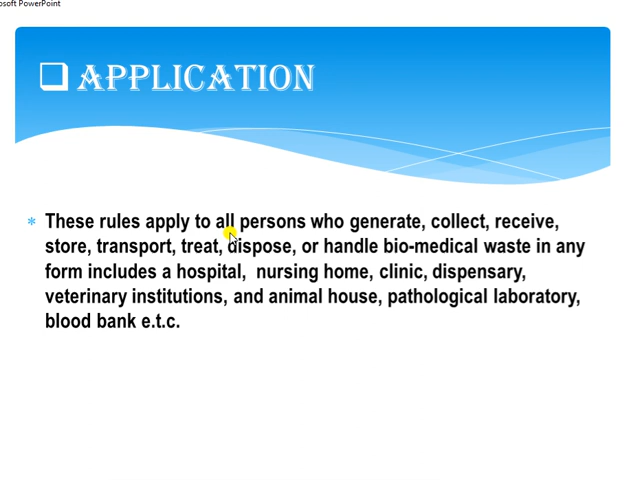 osoft PowerPoint
❑ APPLICATION
* These rules apply to all persons who generate, collect, receive,
store, transport, treat, dispose, or handle bio-medical waste in any
form includes a hospital, nursing home, clinic, dispensary,
veterinary institutions, and animal house, pathological laboratory,
blood bank e.t.c.